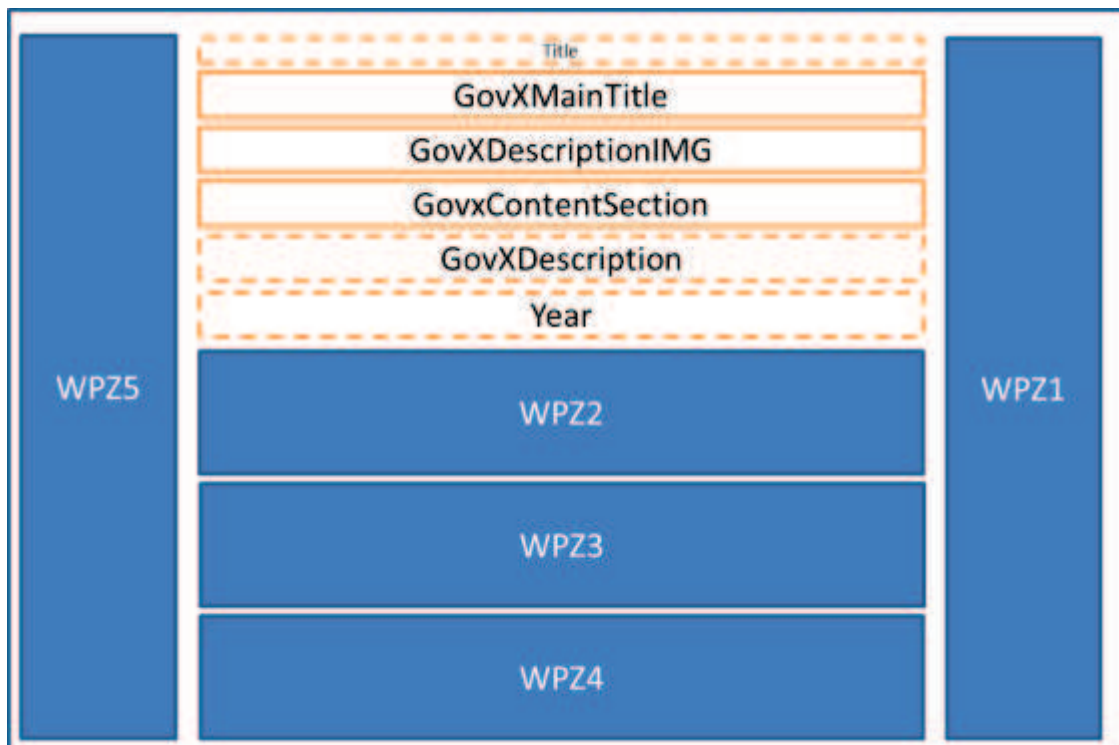 Title
GovXMainTitle
GovXDescriptionIMG
GovxContentSection
GovXDescription
Year
WPZ5
WPZ1
WPZ2
WPZ3
WPZ4